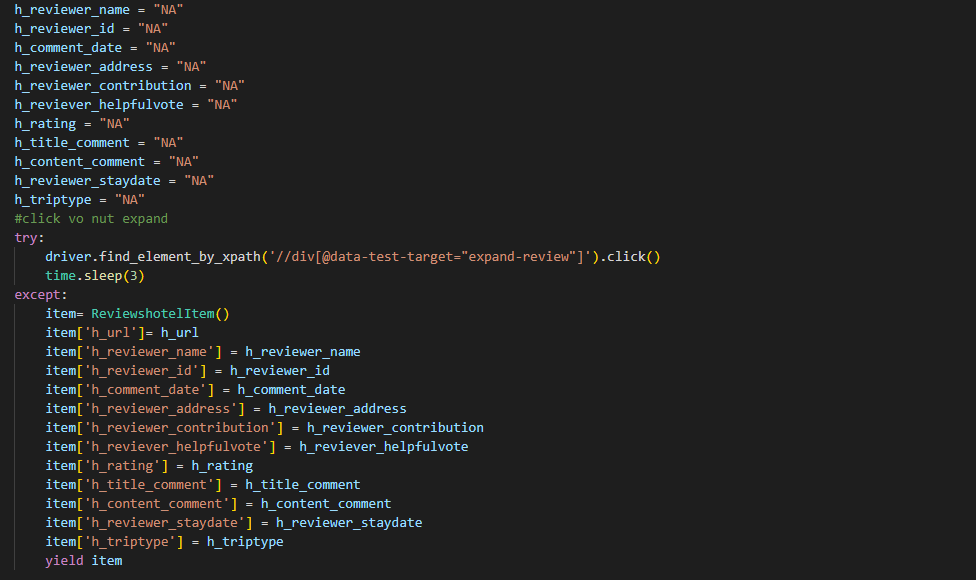 h_reviewer_name = "NA"
h_reviewer_id = "NA"
h_comment_date = "NA"
h_reviewer_address = "NA"
h_reviewer_contribution = "NA"
h_reviever_helpfulvote = "NA"
h_rating = "NA"
h_title_comment = "NA"
h_content_comment = "NA"
h_reviewer_staydate = "NA"
h_triptype = "NA"
#click vo nut expand
try:
    driver.find_element_by_xpath('//div[@data-test-target="expand-review"]').click()
    time.sleep(3)
except:
    item= ReviewshotelItem()
    item['h_url']= h_url
    item['h_reviewer_name'] = h_reviewer_name
    item['h_reviewer_id'] = h_reviewer_id
    item['h_comment_date'] = h_comment_date
    item['h_reviewer_address'] = h_reviewer_address
    item['h_reviewer_contribution'] = h_reviewer_contribution
    item['h_reviever_helpfulvote'] = h_reviever_helpfulvote
    item['h_rating'] = h_rating
    item['h_title_comment'] = h_title_comment
    item['h_content_comment'] = h_content_comment
    item['h_reviewer_staydate'] = h_reviewer_staydate
    item['h_triptype'] = h_triptype
    yield item